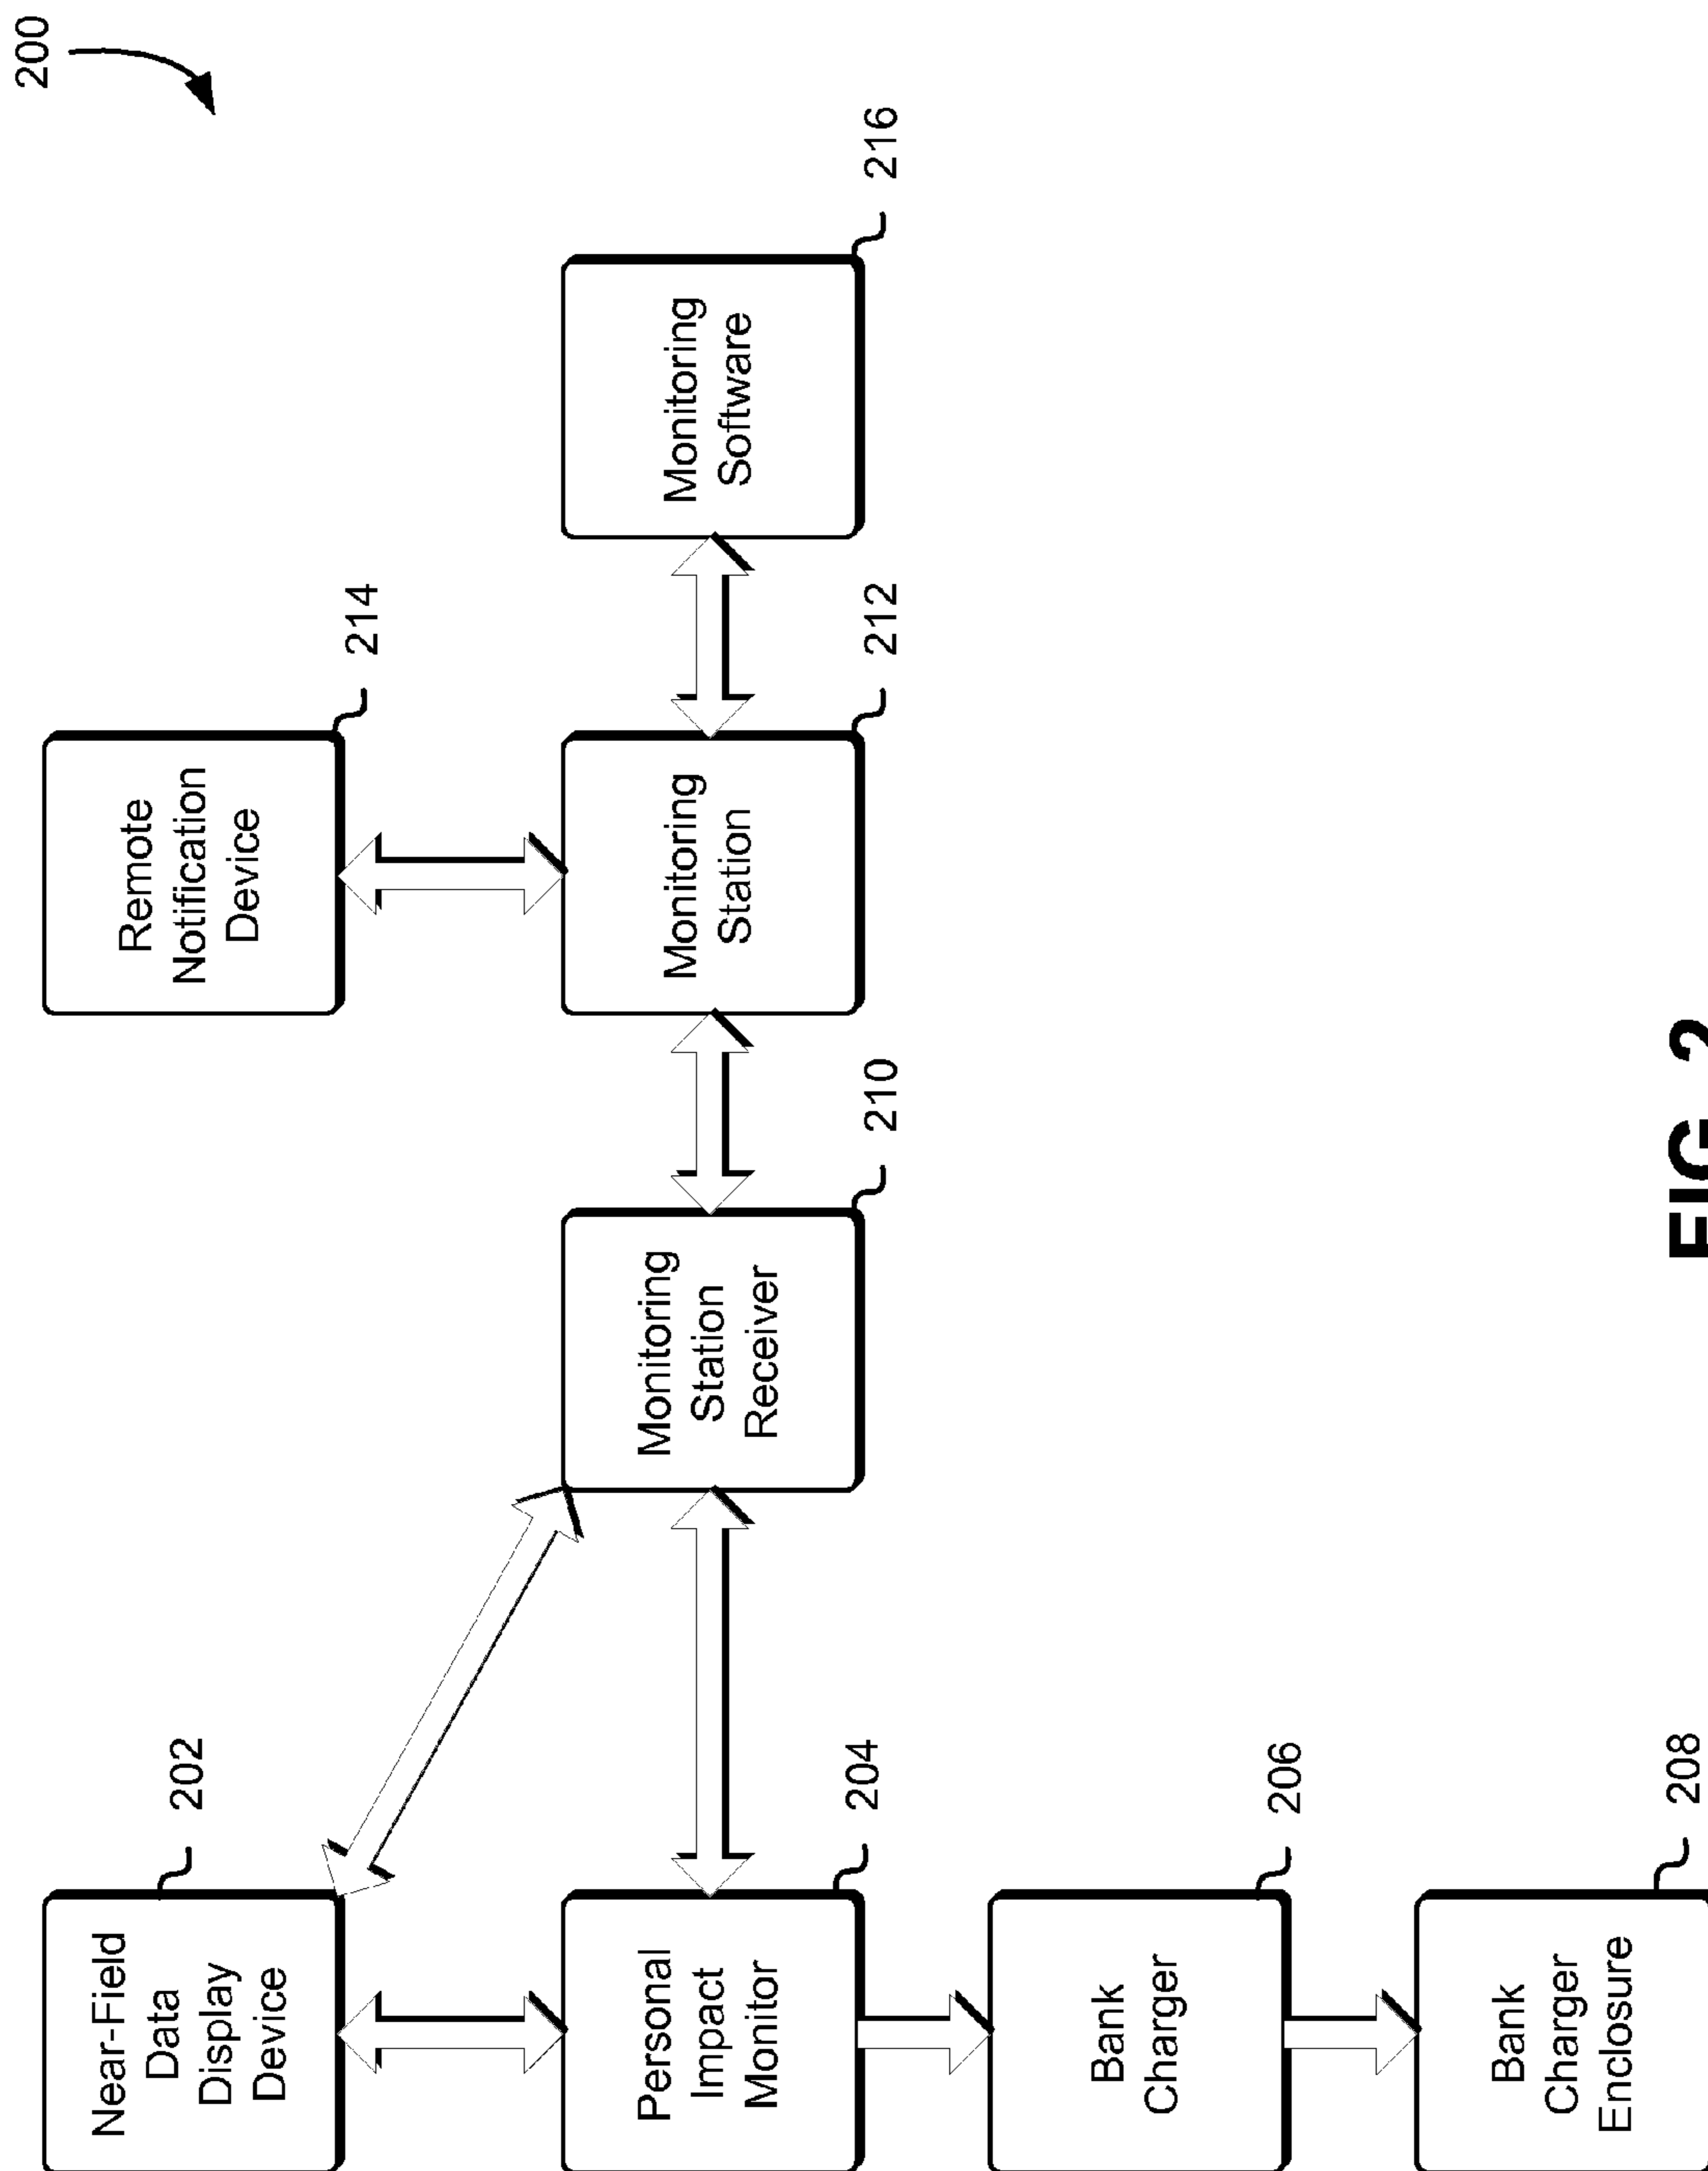 200
Near-Field
Data
Display
Device
202
Remote
Notification
Device
214
Personal
Impact
Monitor
204
Monitoring
Station
Receiver
210
Monitoring
Station
212
Monitoring
Software
216
Bank
Charger
206
Bank
Charger
Enclosure
208
FIG. 2